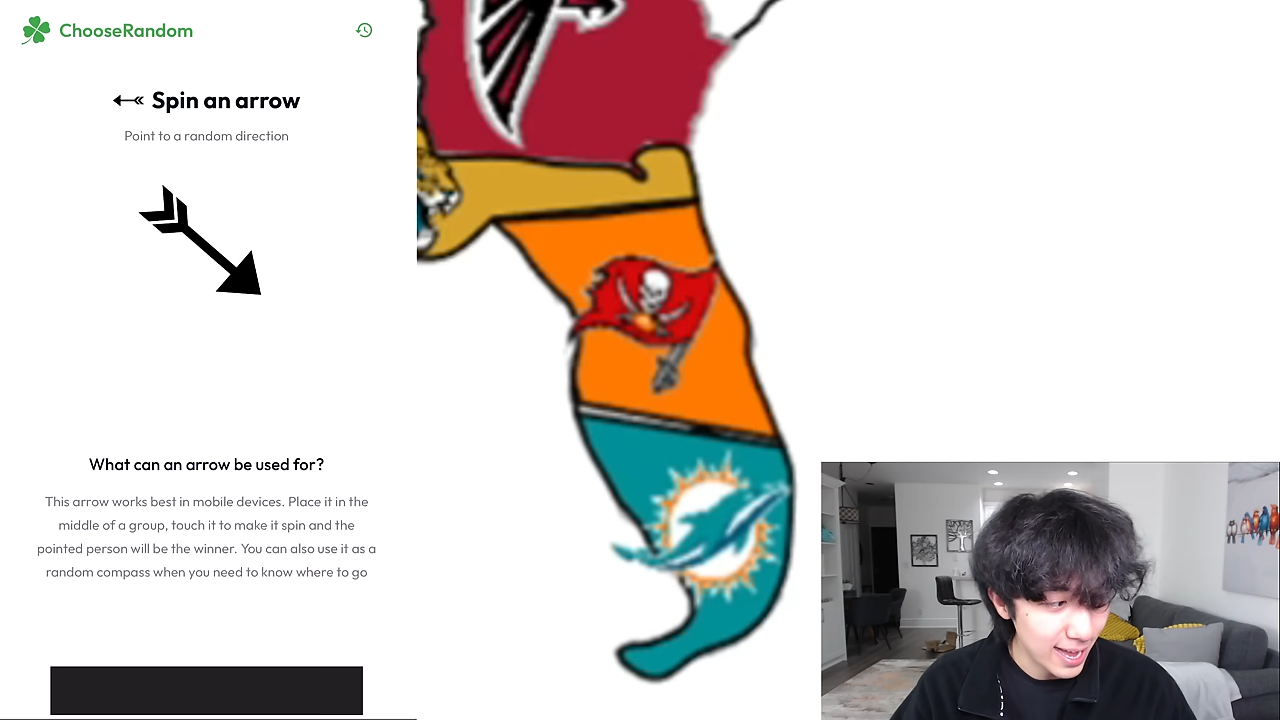 ChooseRandom
Spin an arrow
Point to a random direction
What can an arrow be used for?
This arrow works best in mobile devices. Place it in the
middle of a group, touch it to make it spin and the
pointed person will be the winner. You can also use it as a
random compass when you need to know where to go